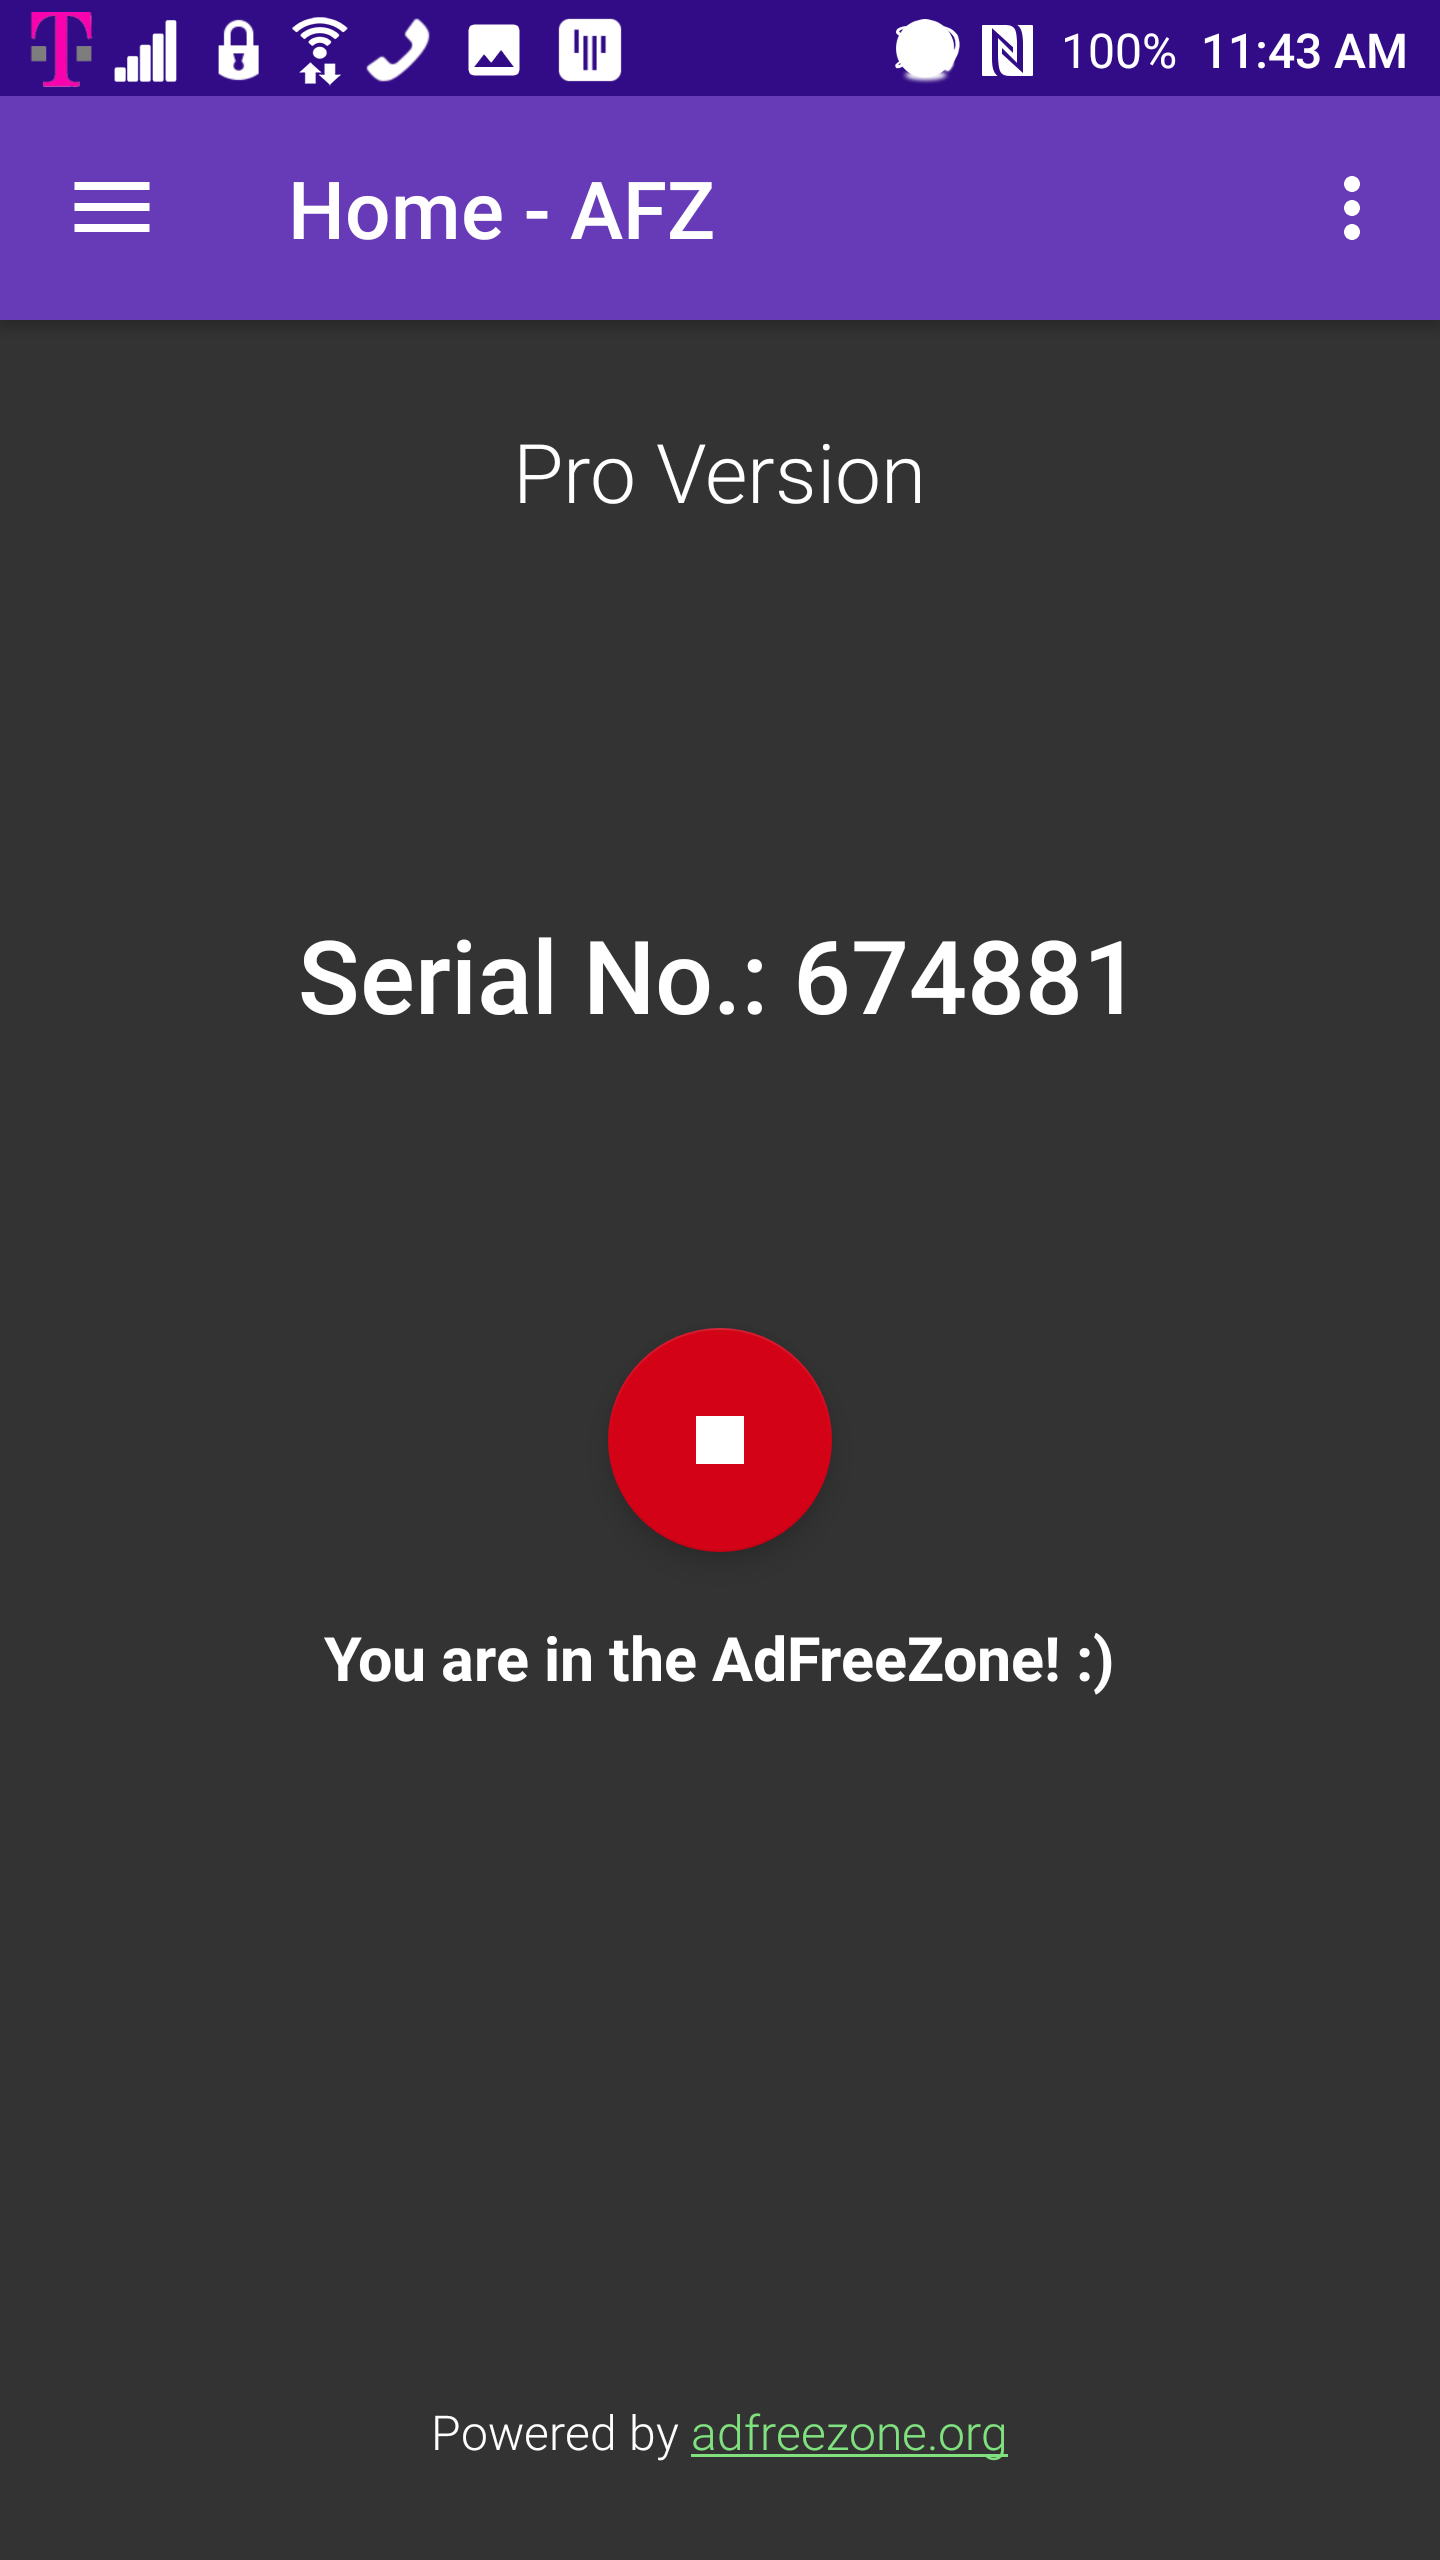 T 100% 11:43 AM
Home - AFZ
Pro Version
Serial No.: 674881
You are in the AdFreeZone! :)
Powered by adfreezone.org